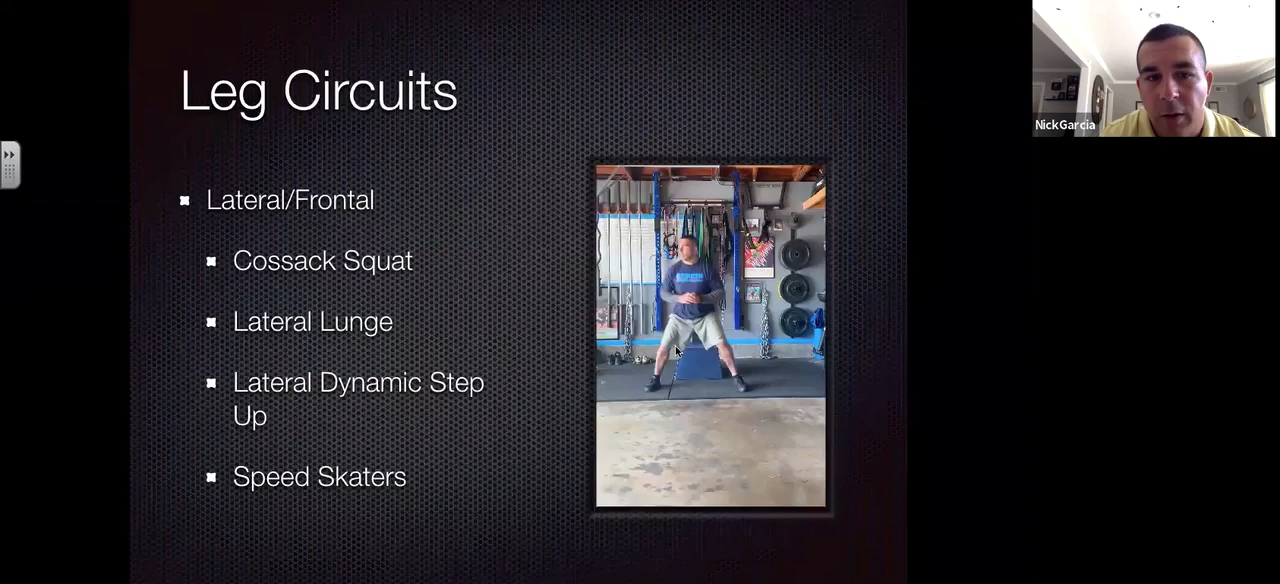 Leg Circuits
Lateral/Frontal
Cossack Squat
Lateral Lunge
Lateral Dynamic Step
Up
Speed Skaters
NickGarcia